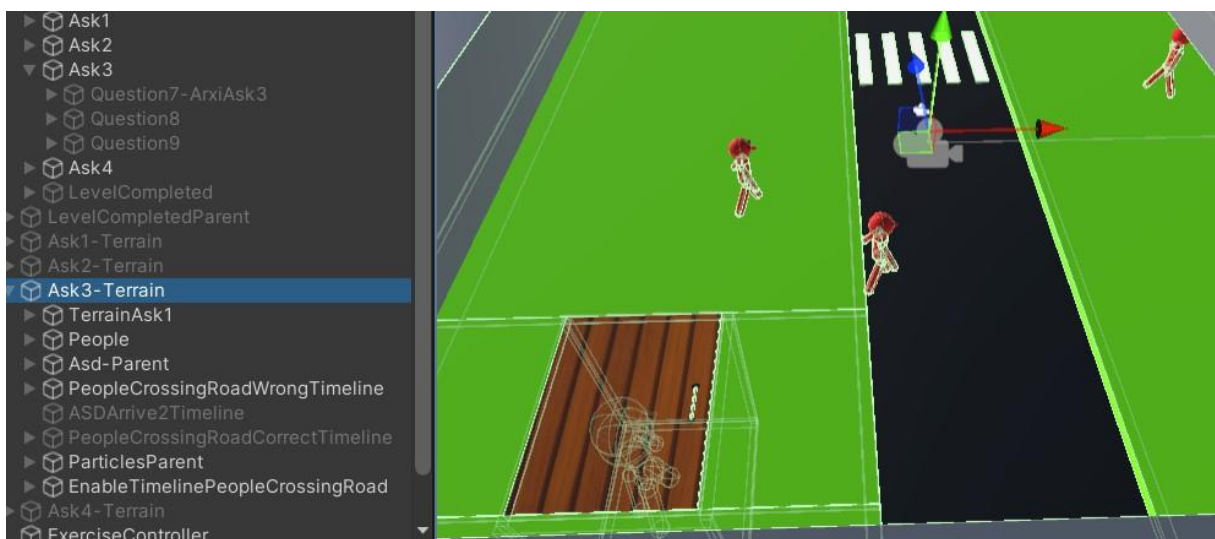 Ask1
Ask2
Ask3
Question7-ArxiAsk3
Question8
Question9
Ask4
LevelCompleted
LevelCompletedParent
Ask1-Terrain
Ask2-Terrain
Ask3-Terrain
TerrainAsk1
People
Asd-Parent
PeopleCrossingRoadWrongTimeline
ASDArrive2Timeline
PeopleCrossingRoadCorrectTimeline
ParticlesParent
EnableTimelinePeopleCrossingRoad
Ask4-Terrain
ExerciseController